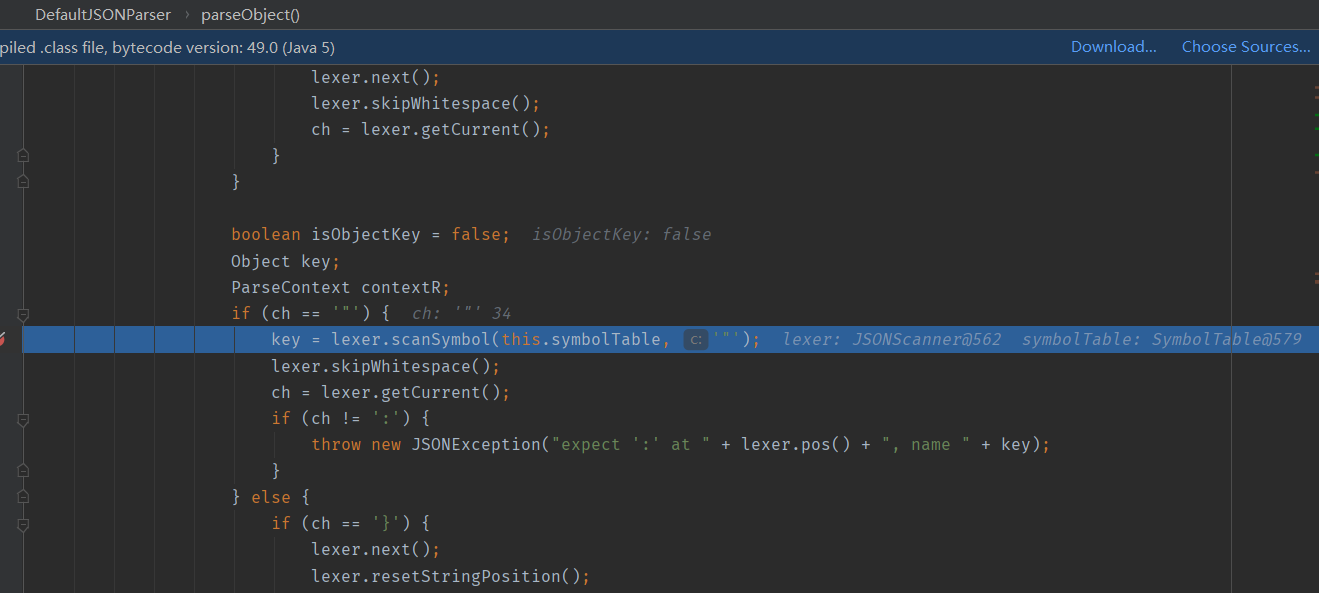 DefaultJSONParser › parseObject()
piled .class file, bytecode version: 49.0 (Java 5) Download... Choose Sources...
lexer.next();
lexer.skipWhitespace();
ch = lexer.getCurrent();
}
}
boolean isObjectKey = false; isObjectKey: false
Object key;
ParseContext contextR;
if (ch == '"') { ch: '"' 34
key = lexer.scanSymbol(this.symbolTable, c: '"'); lexer: JSONScanner@562 symbolTable: SymbolTable@579
lexer.skipWhitespace();
ch = lexer.getCurrent();
if (ch != ':') {
throw new JSONException("expect ':' at " + lexer.pos() + ", name " + key);
}
} else {
if (ch == '}') {
lexer.next();
lexer.resetStringPosition();